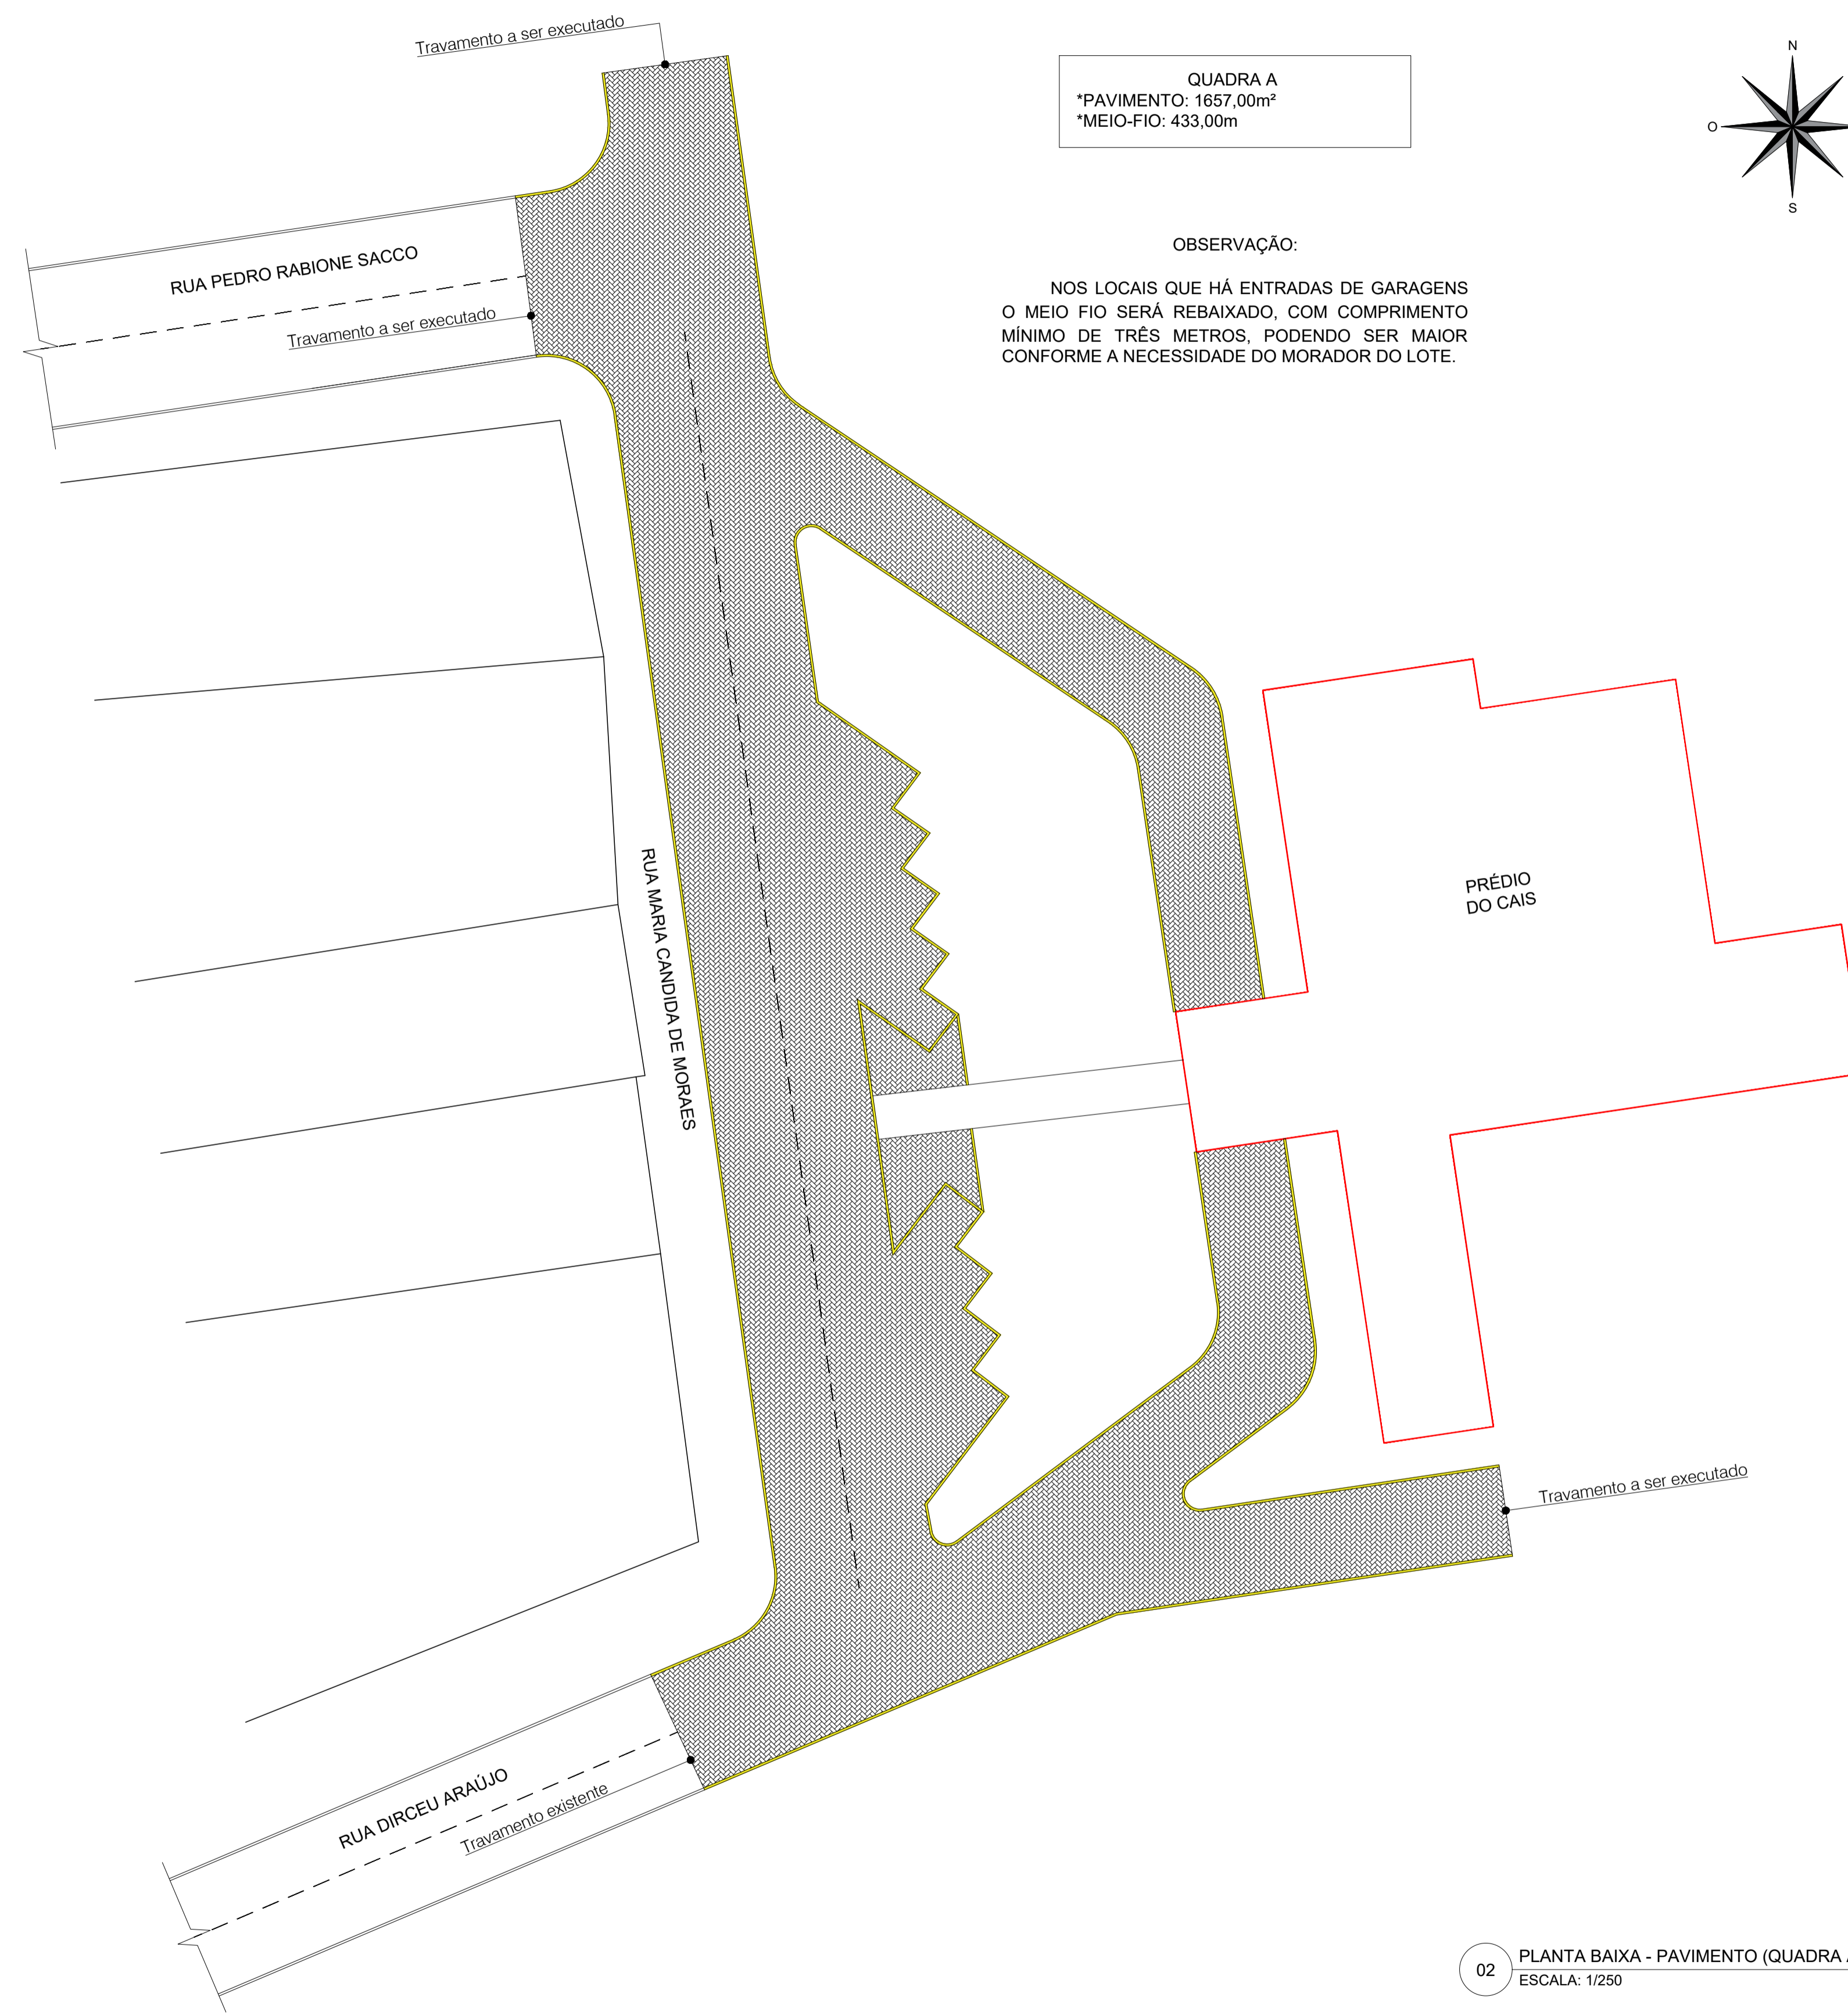 Travamento a ser executado
QUADRA A
*PAVIMENTO: 1657,00m²
*MEIO-FIO: 433,00m
N
O
S
OBSERVAÇÃO:
NOS LOCAIS QUE HÁ ENTRADAS DE GARAGENS
O MEIO FIO SERÁ REBAIXADO, COM COMPRIMENTO
MÍNIMO DE TRÊS METROS, PODENDO SER MAIOR
CONFORME A NECESSIDADE DO MORADOR DO LOTE.
RUA PEDRO RABIONE SACCO
Travamento a ser executado
RUA MARIA CANDIDA DE MORAES
PRÉDIO
DO CAIS
Travamento a ser executado
RUA DIRCEU ARAÚJO
Travamento existente
02
PLANTA BAIXA - PAVIMENTO (QUADRA
ESCALA: 1/250